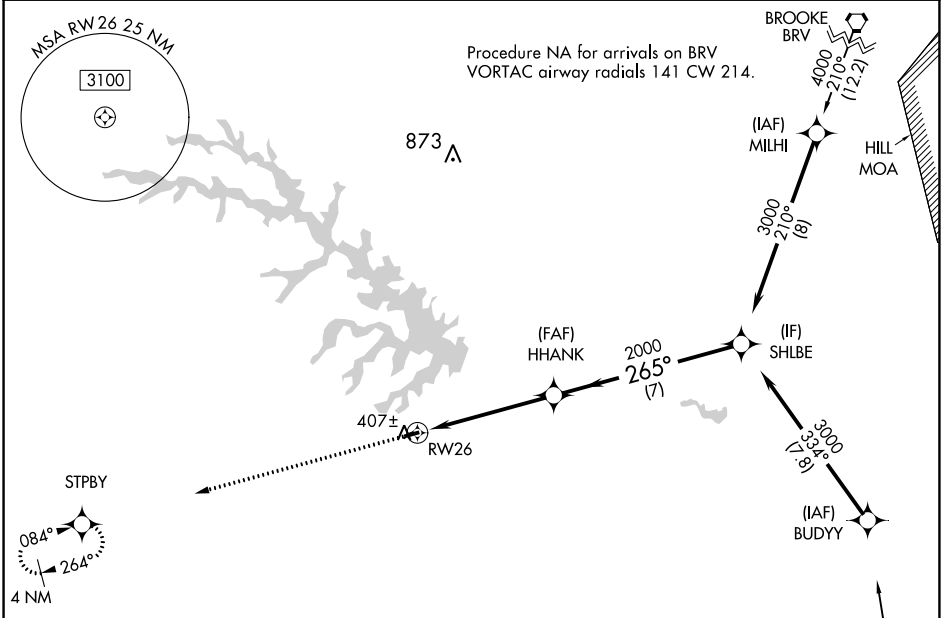 MSA RW26 25 NM
3100
Procedure NA for arrivals on BRV
VORTAC airway radials 141 CW 214.
BROOKE
BRV
4000
210°
(12.2)
(IAF)
MILHI
HILL
MOA
873
3000
210°
(8)
(FAF)
HHANK
2000
265°
(7)
(IF)
SHLBE
407±
RW26
3000
334°
(7.8)
(IAF)
BUDYY
STPBY
084°
264°
4 NM